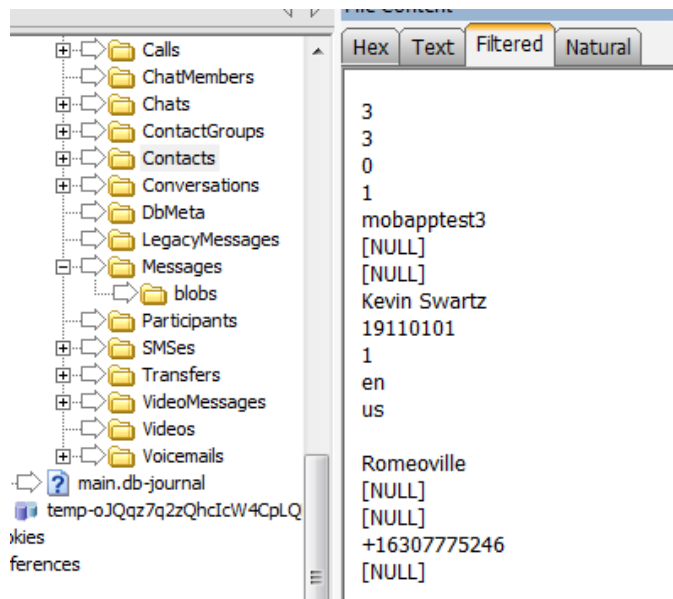 File Content
Calls
ChatMembers
Chats
ContactGroups
Contacts
Conversations
DbMeta
LegacyMessages
Messages
blobs
Participants
SMSes
Transfers
VideoMessages
Videos
Voicemails
main.db-journal
temp-oJQqz7q2zQhcIcW4CpLQ
okies
ferences
Hex Text Filtered Natural
3
3
0
1
mobapptest3
[NULL]
[NULL]
Kevin Swartz
19110101
1
en
us
Romeoville
[NULL]
[NULL]
+16307775246
[NULL]